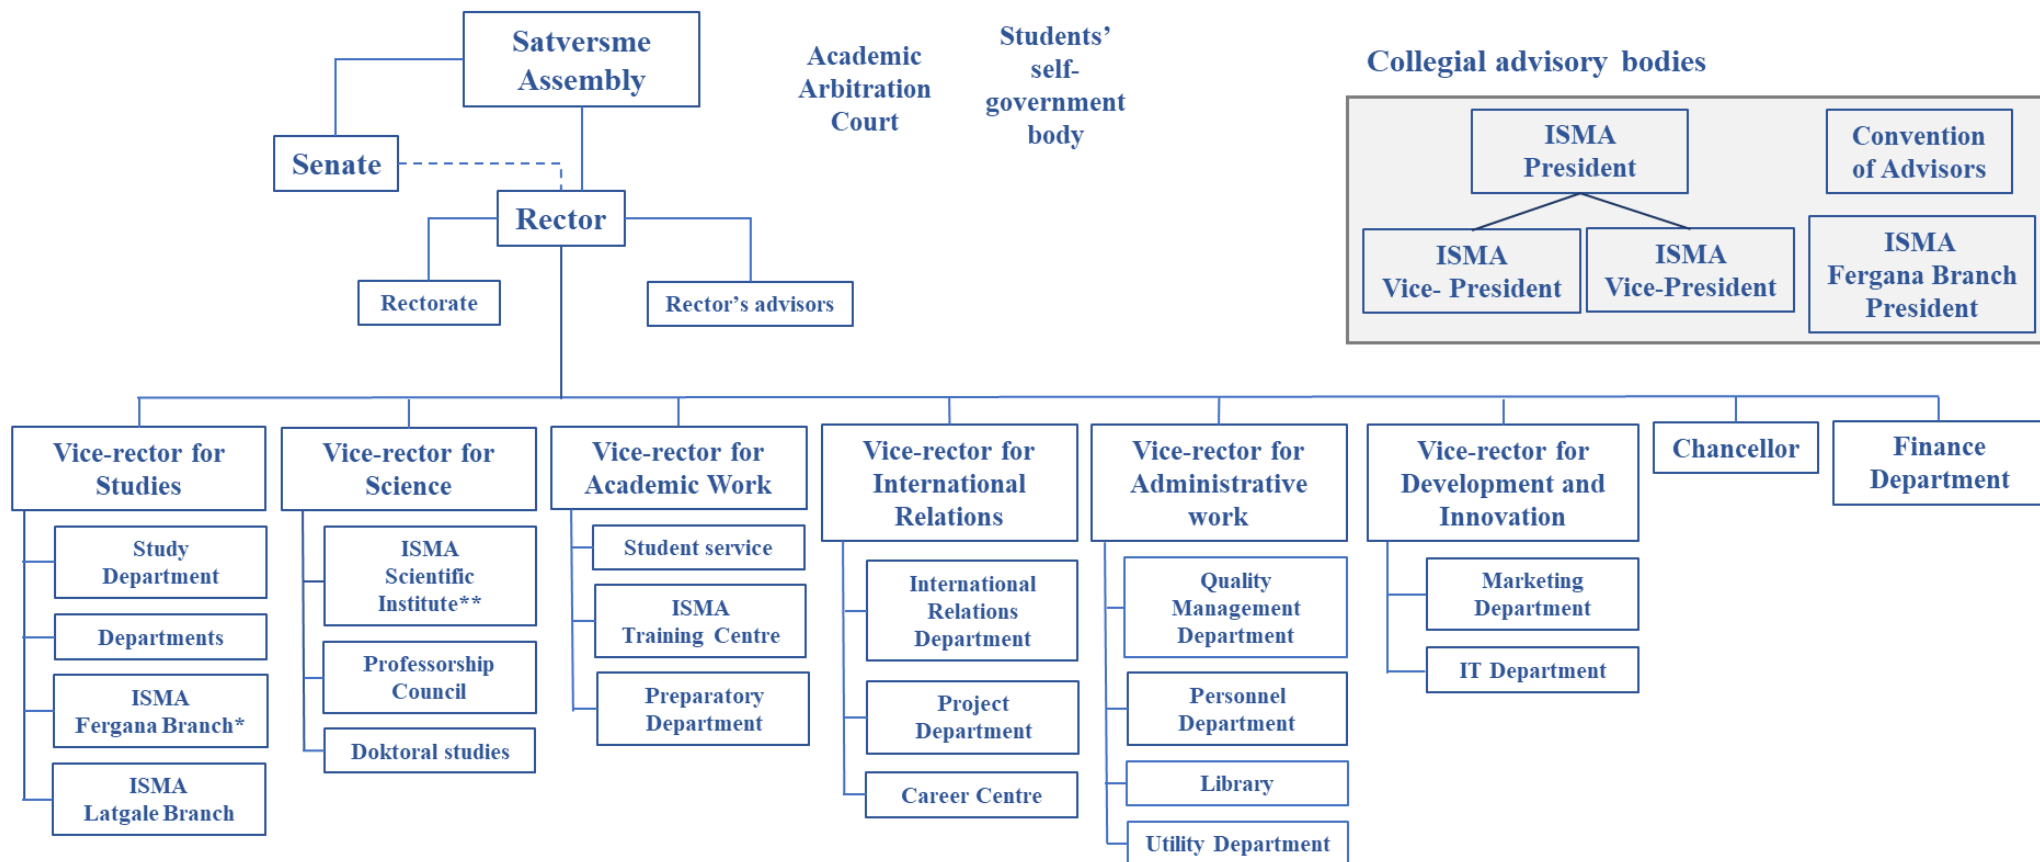 Satversme
Assembly
Academic
Arbitration
Court
Students’
self-
government
body
Collegial advisory bodies
Senate
ISMA
President
Convention
of Advisors
Rector
ISMA
Vice- President
ISMA
Vice-President
ISMA
Fergana Branch
President
Rectorate
Rector’s advisors
Vice-rector for
Studies
Study
Department
Departments
ISMA
Fergana Branch*
ISMA
Latgale Branch
Vice-rector for
Science
ISMA
Scientific
Institute**
Professorship
Council
Doktoral studies
Vice-rector for
Academic Work
Student service
ISMA
Training Centre
Preparatory
Department
Vice-rector for
International
Relations
International
Relations
Department
Project
Department
Career Centre
Vice-rector for
Administrative
work
Quality
Management
Department
Personnel
Department
Library
Utility Department
Vice-rector for
Development and
Innovation
Marketing
Department
IT Department
Chancellor
Finance
Department